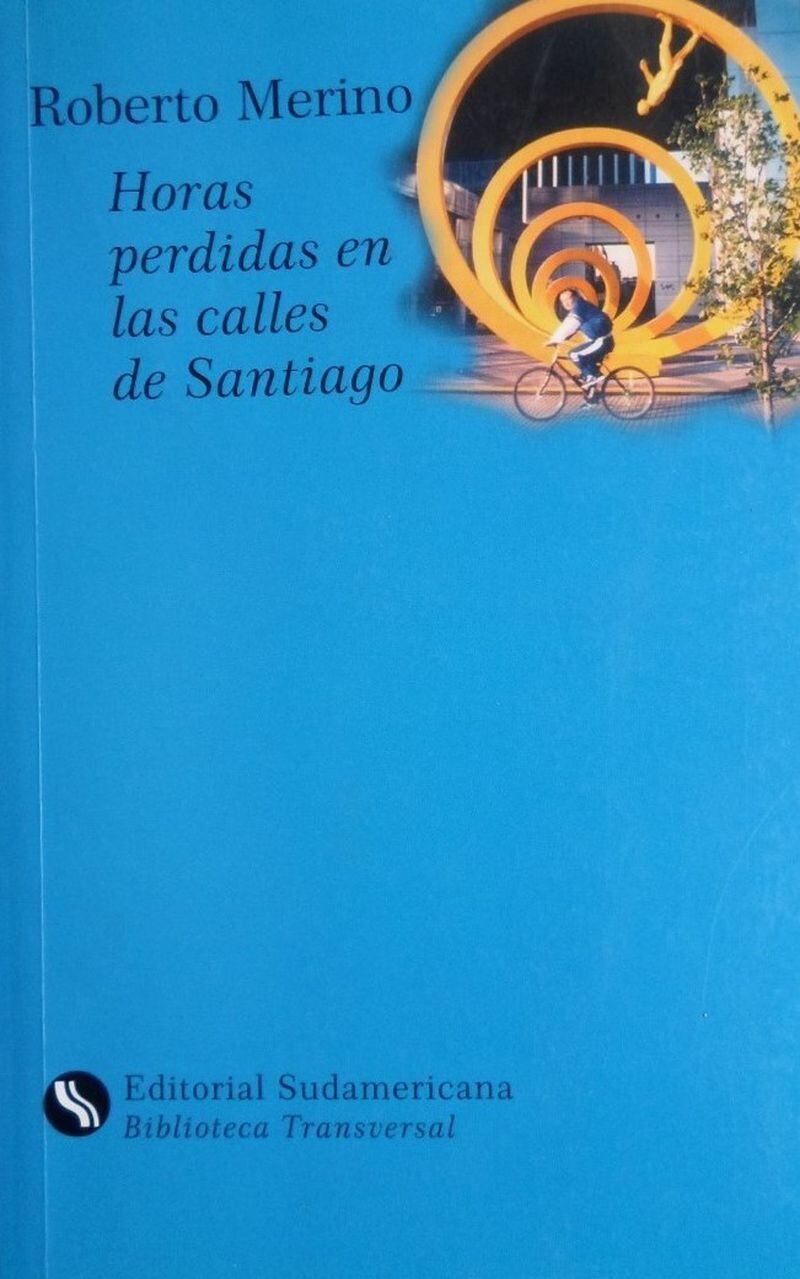 Roberto Merino
Horas
perdidas en
las calles
de Santiago
Editorial Sudamericana
Biblioteca Transversal